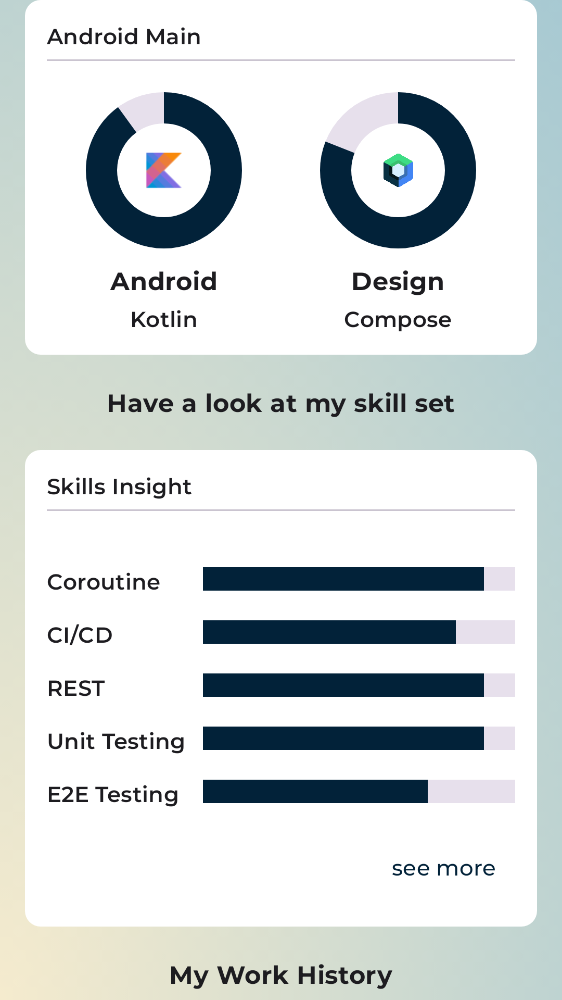 Android Main
Android
Design
Kotlin
Compose
Have a look at my skill set
Skills Insight
Coroutine
CI/CD
REST
Unit Testing
E2E Testing
see more
My Work History